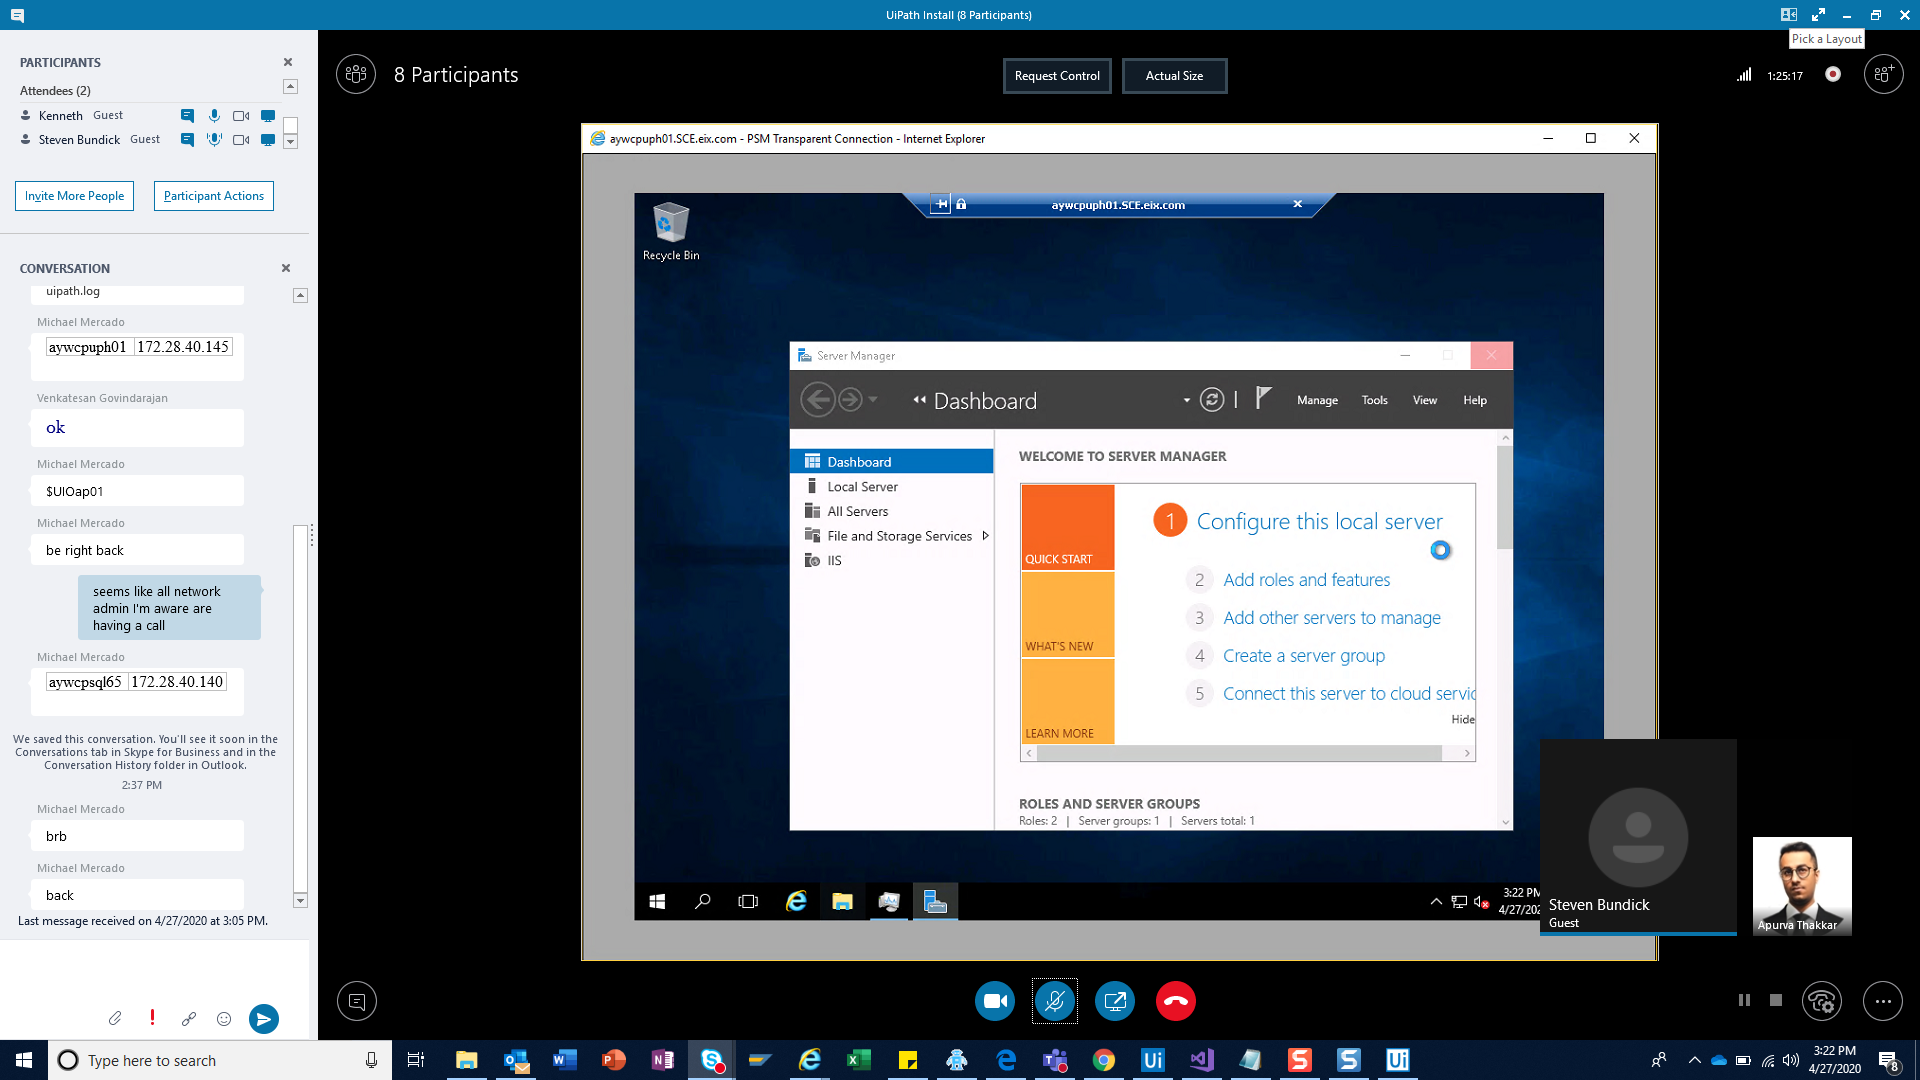 UiPath Install (8 Participants)
Pick a Layout
PARTICIPANTS
Attendees (2)
Kenneth Guest
Steven Bundick Guest
Invite More People
Participant Actions
CONVERSATION
uipath.log
Michael Mercado
aywcpuph01 172.28.40.145
Venkatesan Govindarajan
ok
Michael Mercado
$UIOap01
Michael Mercado
be right back
seems like all network
admin I'm aware are
having a call
Michael Mercado
aywcpsql65 172.28.40.140
We saved this conversation. You'll see it soon in the
Conversations tab in Skype for Business and in the
Conversation History folder in Outlook.
2:37 PM
Michael Mercado
brb
Michael Mercado
back
Last message received on 4/27/2020 at 3:05 PM.
8 Participants
Request Control
Actual Size
1:25:17
aywcpuph01.SCE.eix.com - PSM Transparent Connection - Internet Explorer
aywcpuph01.SCE.eix.com
Recycle Bin
Server Manager
Dashboard
Manage Tools View Help
Dashboard
Local Server
All Servers
File and Storage Services
IIS
WELCOME TO SERVER MANAGER
QUICK START
WHAT'S NEW
LEARN MORE
1 Configure this local server
2 Add roles and features
3 Add other servers to manage
4 Create a server group
5 Connect this server to cloud servic
Hide
ROLES AND SERVER GROUPS
Roles: 2 | Server groups: 1 | Servers total: 1
3:22 PM
4/27/202
Steven Bundick
Guest
Apurva Thakkar
Type here to search
3:22 PM
4/27/2020
8